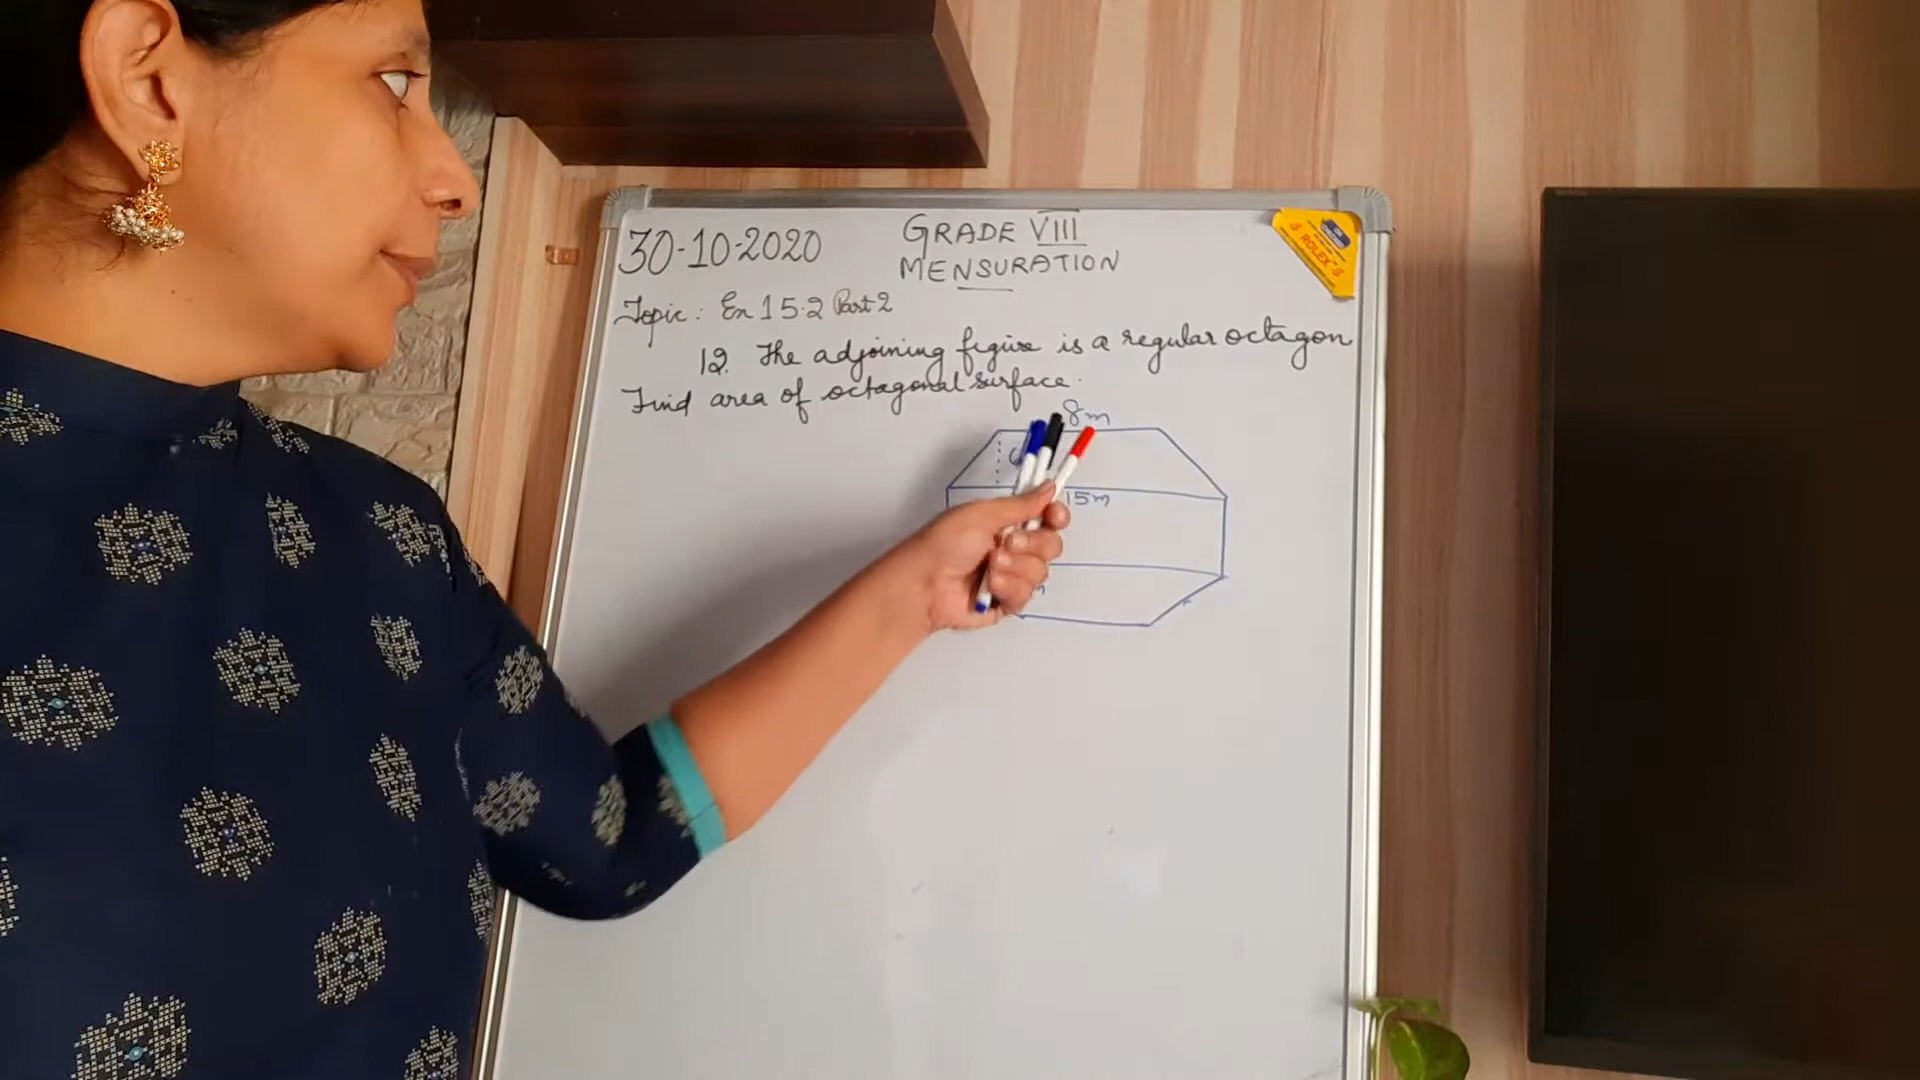 30-10-2020
GRADE VIII
MENSURATION
Topic: Ex 15.2 Part 2
12. The adjoining figure is a regular octagon
Find area of octagonal surface.
8m
15m
ROLEX